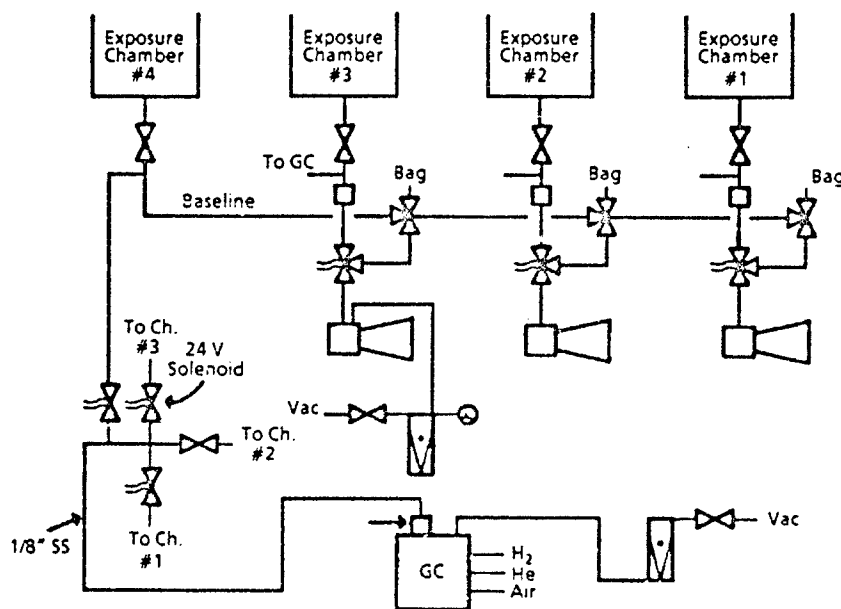 Exposure
Chamber
#4
Exposure
Chamber
#3
Exposure
Chamber
#2
Exposure
Chamber
#1
To GC
Bag
Bag
Bag
Baseline
To Ch.
#3
24 V
Solenoid
Vac
To Ch.
#2
1/8" SS
To Ch.
#1
GC
H2
He
Air
Vac